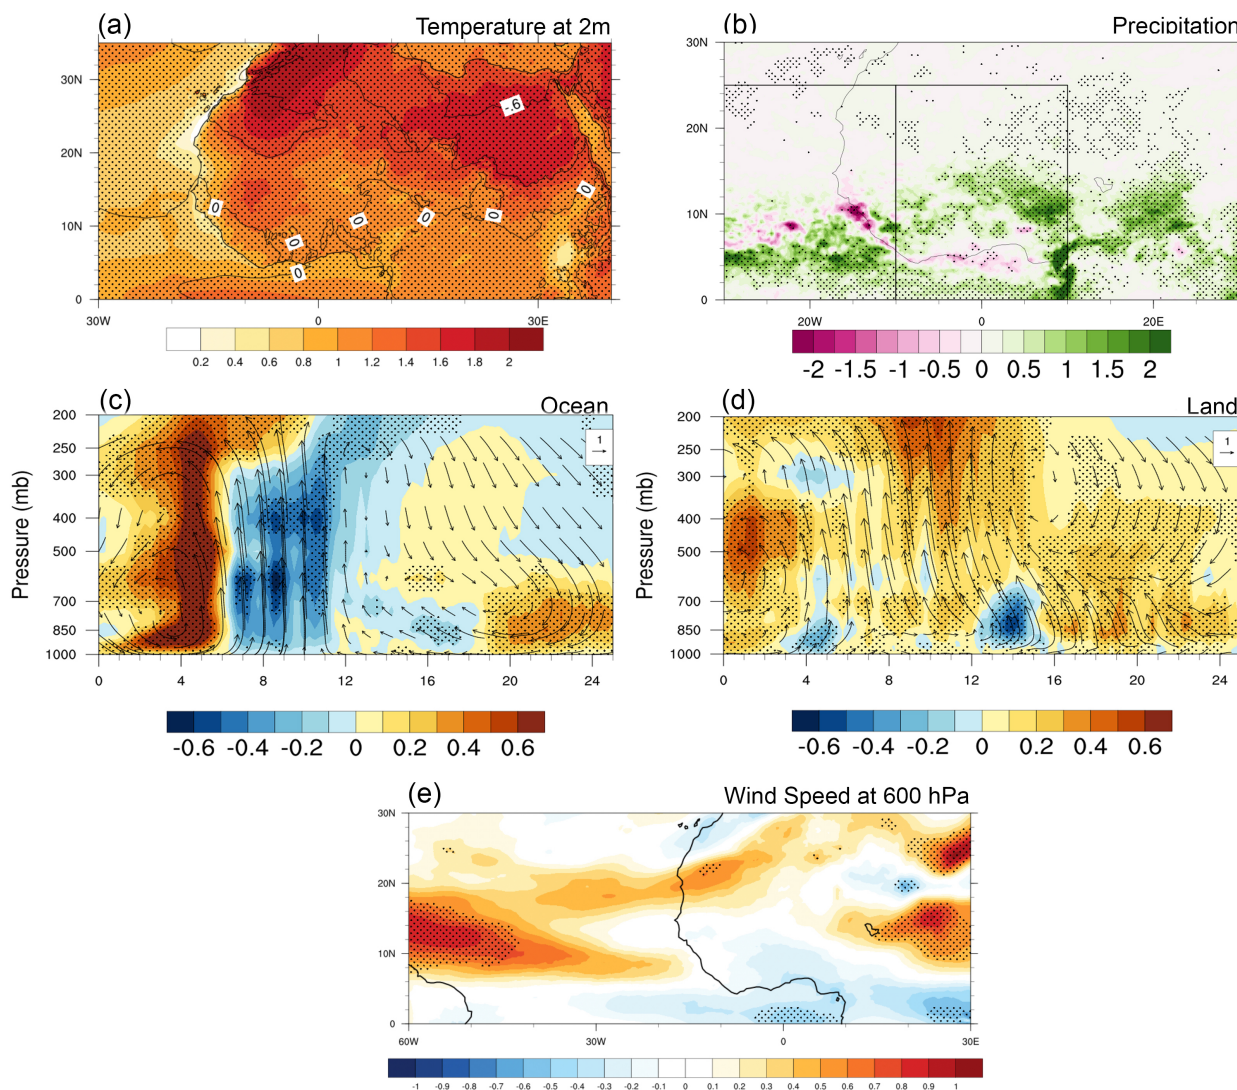 (a) Temperature at 2m
(b) Precipitation
30N
20N
10N
0
-.6
0
0
0
0
0
0
0
30W 0 30E
0.2 0.4 0.6 0.8 1 1.2 1.4 1.6 1.8 2
30N
20N
10N
0
20W 0 20E
-2 -1.5 -1 -0.5 0 0.5 1 1.5 2
(c) Ocean
Pressure (mb)
200
250
300
400
500
700
850
1000
1
0 4 8 12 16 20 24
-0.6 -0.4 -0.2 0 0.2 0.4 0.6
(d) Land
Pressure (mb)
200
250
300
400
500
700
850
1000
1
0 4 8 12 16 20 24
-0.6 -0.4 -0.2 0 0.2 0.4 0.6
(e) Wind Speed at 600 hPa
30N
20N
10N
0
60W 30W 0 30E
-1 -0.9 -0.8 -0.7 -0.6 -0.5 -0.4 -0.3 -0.2 -0.1 0 0.1 0.2 0.3 0.4 0.5 0.6 0.7 0.8 0.9 1